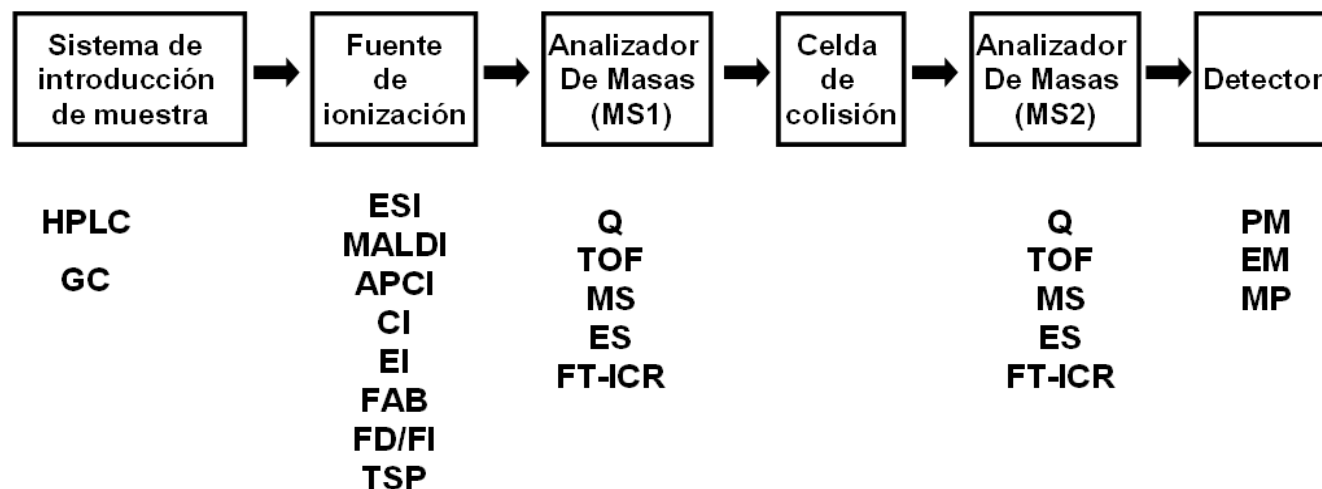 Sistema de
introducción
de muestra
Fuente
de
ionización
Analizador
De Masas
(MS1)
Celda
de
colisión
Analizador
De Masas
(MS2)
Detector
HPLC
GC
ESI
MALDI
APCI
CI
EI
FAB
FD/FI
TSP
Q
TOF
MS
ES
FT-ICR
Q
TOF
MS
ES
FT-ICR
PM
EM
MP